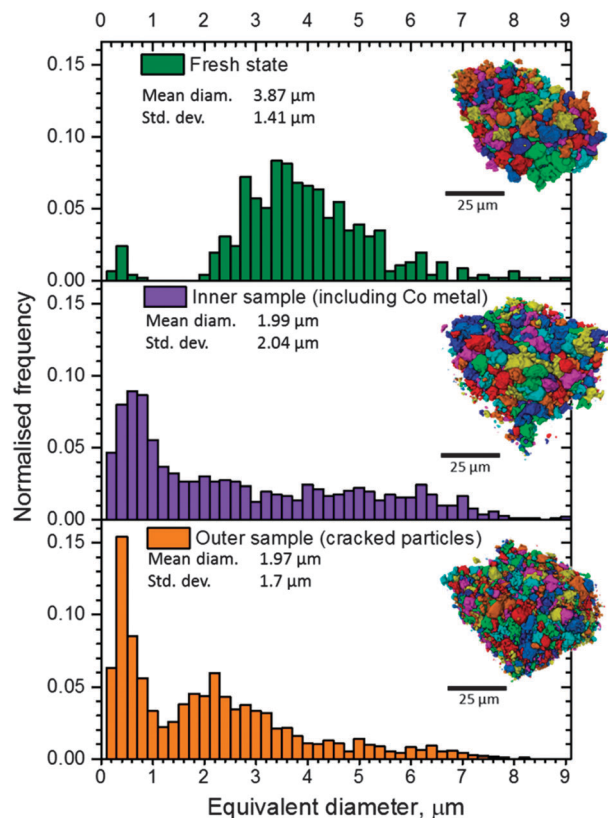 0 1 2 3 4 5 6 7 8 9
0.15
Fresh state
Mean diam. 3.87 µm
Std. dev. 1.41 µm
0.10
25 µm
0.05
0.00
0.15
Inner sample (including Co metal)
Mean diam. 1.99 µm
Std. dev. 2.04 µm
0.10
0.05
25 µm
0.00
0.15
Outer sample (cracked particles)
Mean diam. 1.97 µm
Std. dev. 1.7 µm
0.10
0.05
25 µm
0.00
0 1 2 3 4 5 6 7 8 9
Normalised frequency
Equivalent diameter, µm